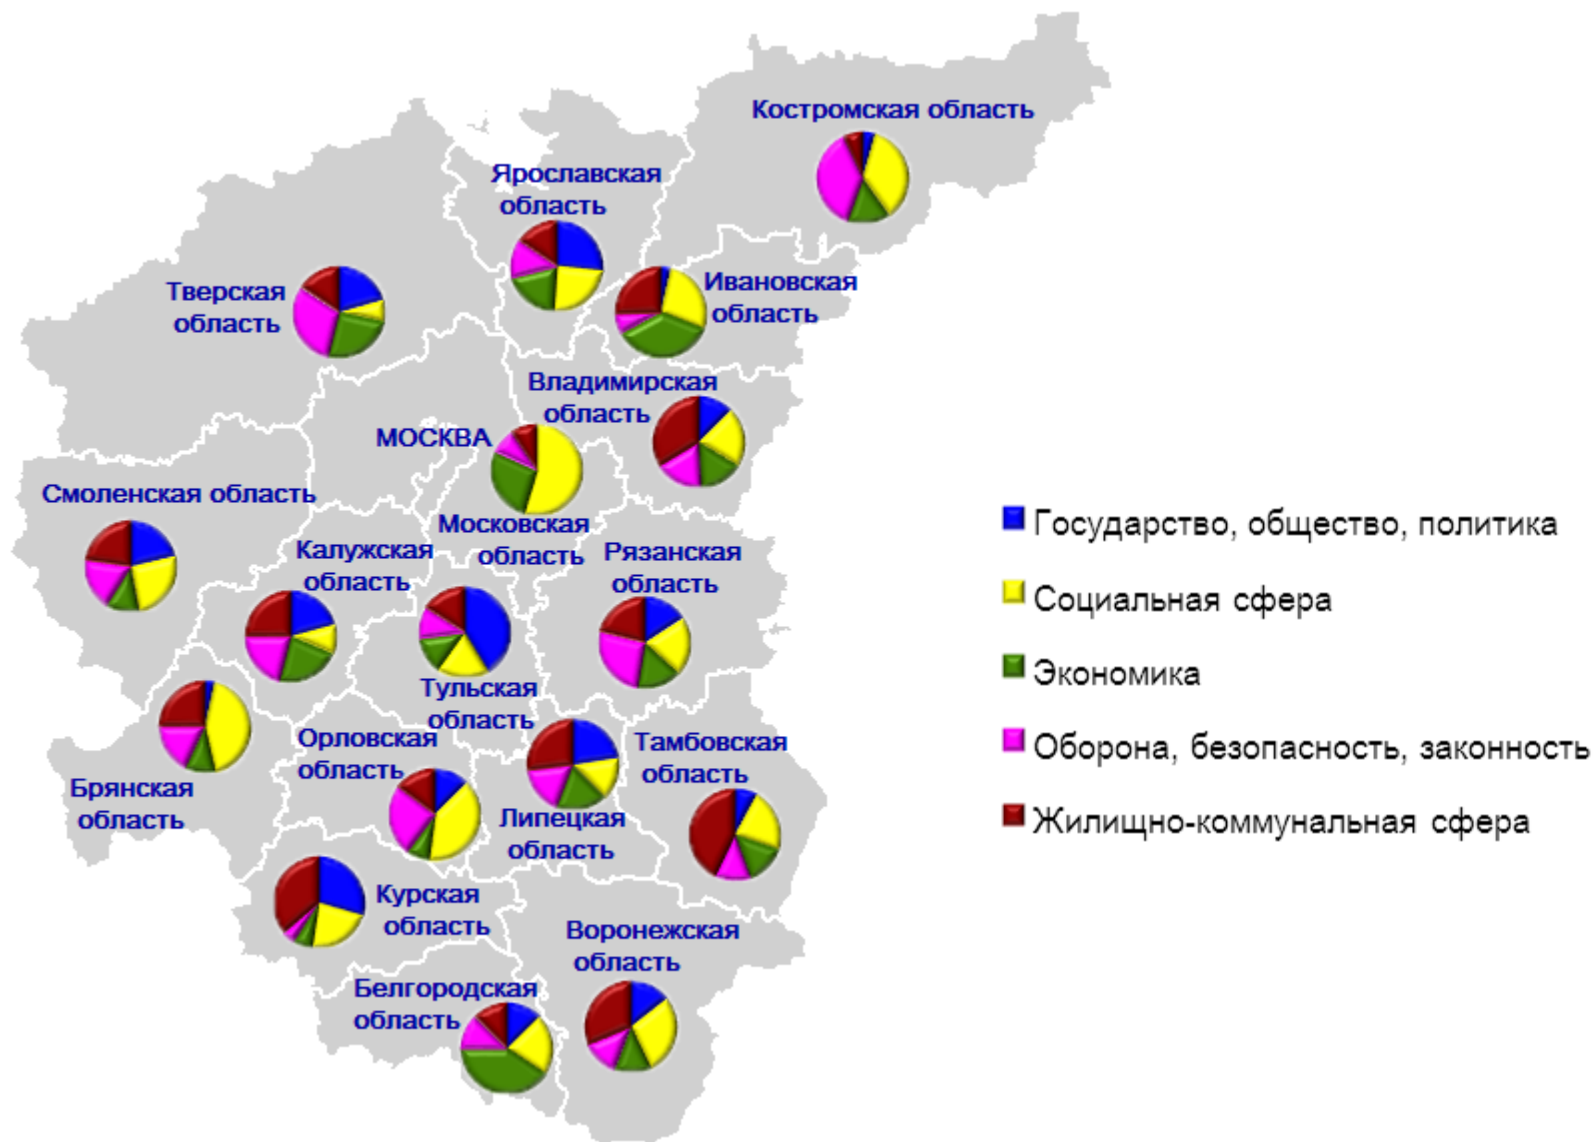 Костромская область
Ярославская
область
Ивановская
область
Тверская
область
Владимирская
область
МОСКВА
Смоленская область
Московская
область
Калужская
область
Рязанская
область
Тульская
область
Орловская
область
Тамбовская
область
Брянская
область
Липецкая
область
Курская
область
Воронежская
область
Белгородская
область
Государство, общество, политика
Социальная сфера
Экономика
Оборона, безопасность, законность
Жилищно-коммунальная сфера